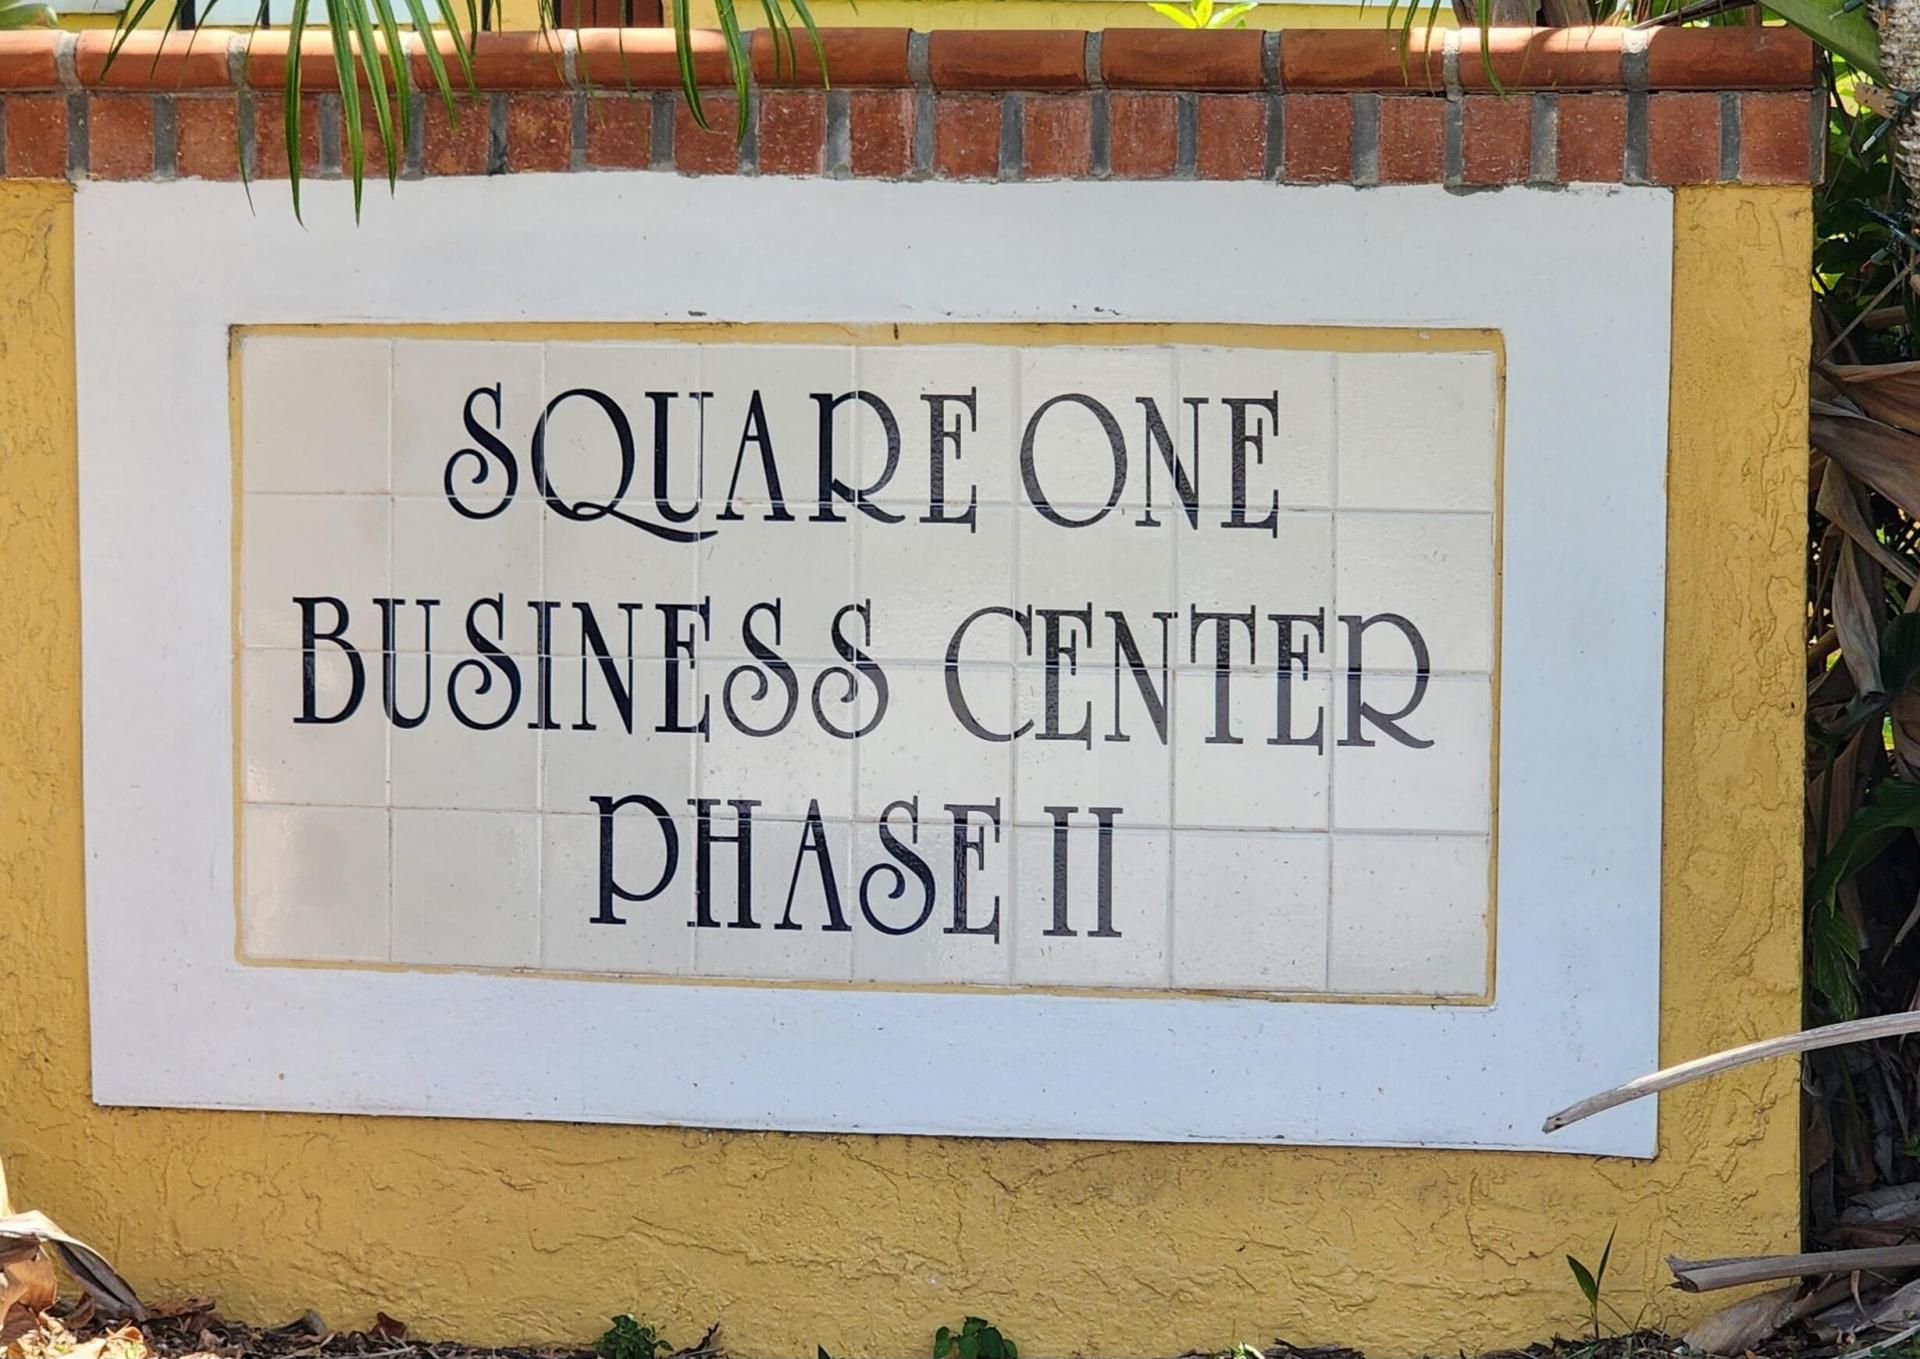 SQUARE ONE
BUSINESS CENTER
PHASE II